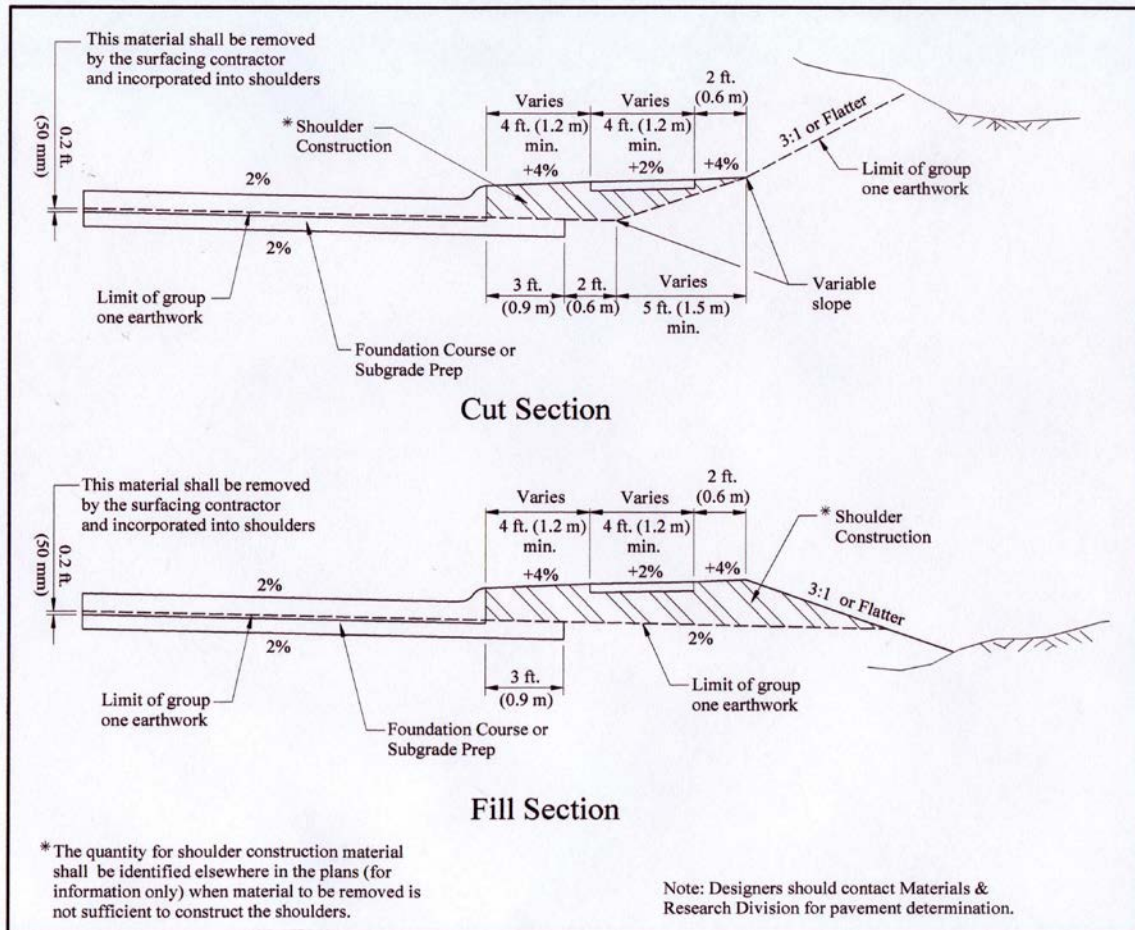 This material shall be removed
by the surfacing contractor
and incorporated into shoulders
0.2 ft.
(50 mm)
* Shoulder
Construction
Varies
4 ft. (1.2 m)
min.
+4%
Varies
4 ft. (1.2 m)
min.
+2%
2 ft.
(0.6 m)
+4%
3:1 or Flatter
Limit of group
one earthwork
2%
2%
Limit of group
one earthwork
Foundation Course or
Subgrade Prep
3 ft.
(0.9 m)
2 ft.
(0.6 m)
Varies
5 ft. (1.5 m)
min.
Variable
slope
Cut Section
This material shall be removed
by the surfacing contractor
and incorporated into shoulders
0.2 ft.
(50 mm)
Varies
4 ft. (1.2 m)
min.
+4%
Varies
4 ft. (1.2 m)
min.
+2%
2 ft.
(0.6 m)
+4%
* Shoulder
Construction
3:1 or Flatter
2%
2%
2%
Limit of group
one earthwork
3 ft.
(0.9 m)
Limit of group
one earthwork
Foundation Course or
Subgrade Prep
Fill Section
* The quantity for shoulder construction material
shall be identified elsewhere in the plans (for
information only) when material to be removed is
not sufficient to construct the shoulders.
Note: Designers should contact Materials &
Research Division for pavement determination.